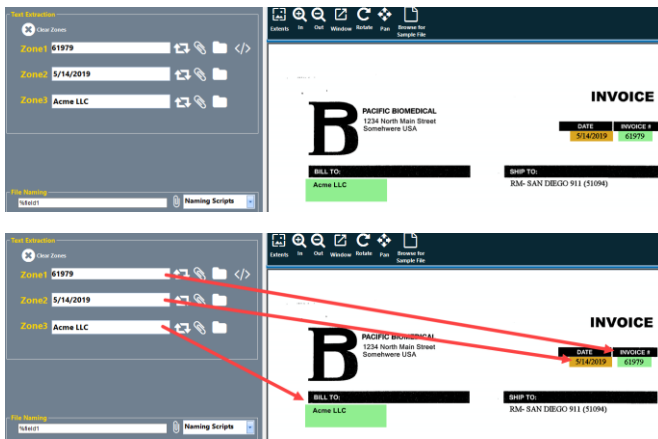 Text Extraction
Clear Zones
Zone1 61979
Zone2 5/14/2019
Zone3 Acme LLC
File Naming
%field1
Naming Scripts
Extents In Out Window Rotate Pan Browse for
Sample File
INVOICE
B
PACIFIC BIOMEDICAL
1234 North Main Street
Somehwere USA
DATE INVOICE #
5/14/2019 61979
BILL TO: SHIP TO:
Acme LLC RM- SAN DIEGO 911 (51094)
Text Extraction
Clear Zones
Zone1 61979
Zone2 5/14/2019
Zone3 Acme LLC
File Naming
%field1
Naming Scripts
Extents In Out Window Rotate Pan Browse for
Sample File
INVOICE
B
PACIFIC BIOMEDICAL
1234 North Main Street
Somehwere USA
DATE INVOICE #
5/14/2019 61979
BILL TO: SHIP TO:
Acme LLC RM- SAN DIEGO 911 (51094)